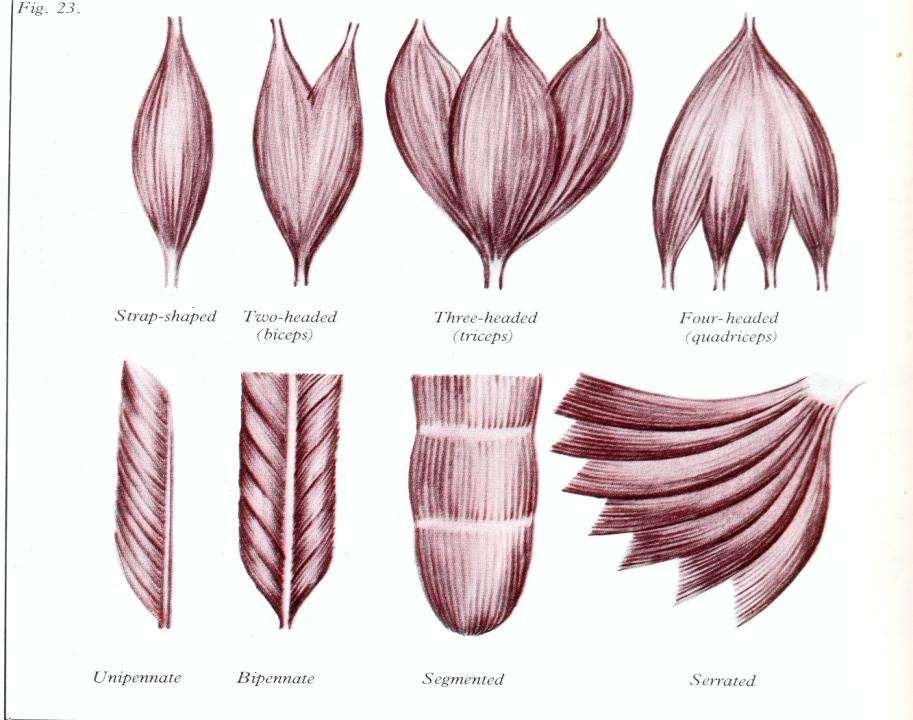 Fig. 23.
Strap-shaped
Two-headed
(biceps)
Three-headed
(triceps)
Four-headed
(quadriceps)
Unipennate
Bipennate
Segmented
Serrated